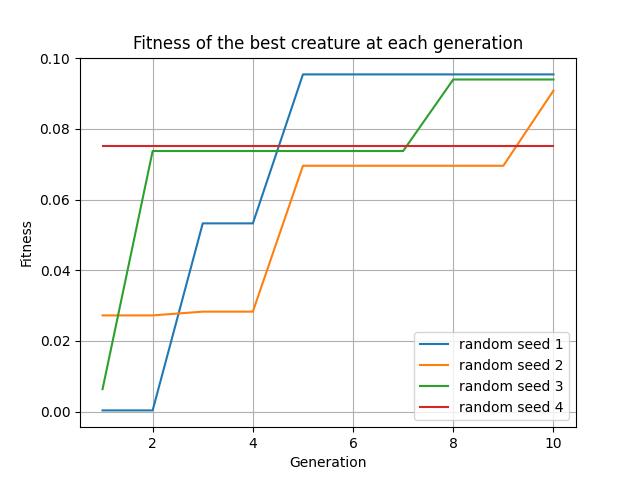 Fitness of the best creature at each generation
0.10
0.08
0.06
0.04
0.02
0.00
Fitness
2 4 6 8 10
Generation
random seed 1
random seed 2
random seed 3
random seed 4